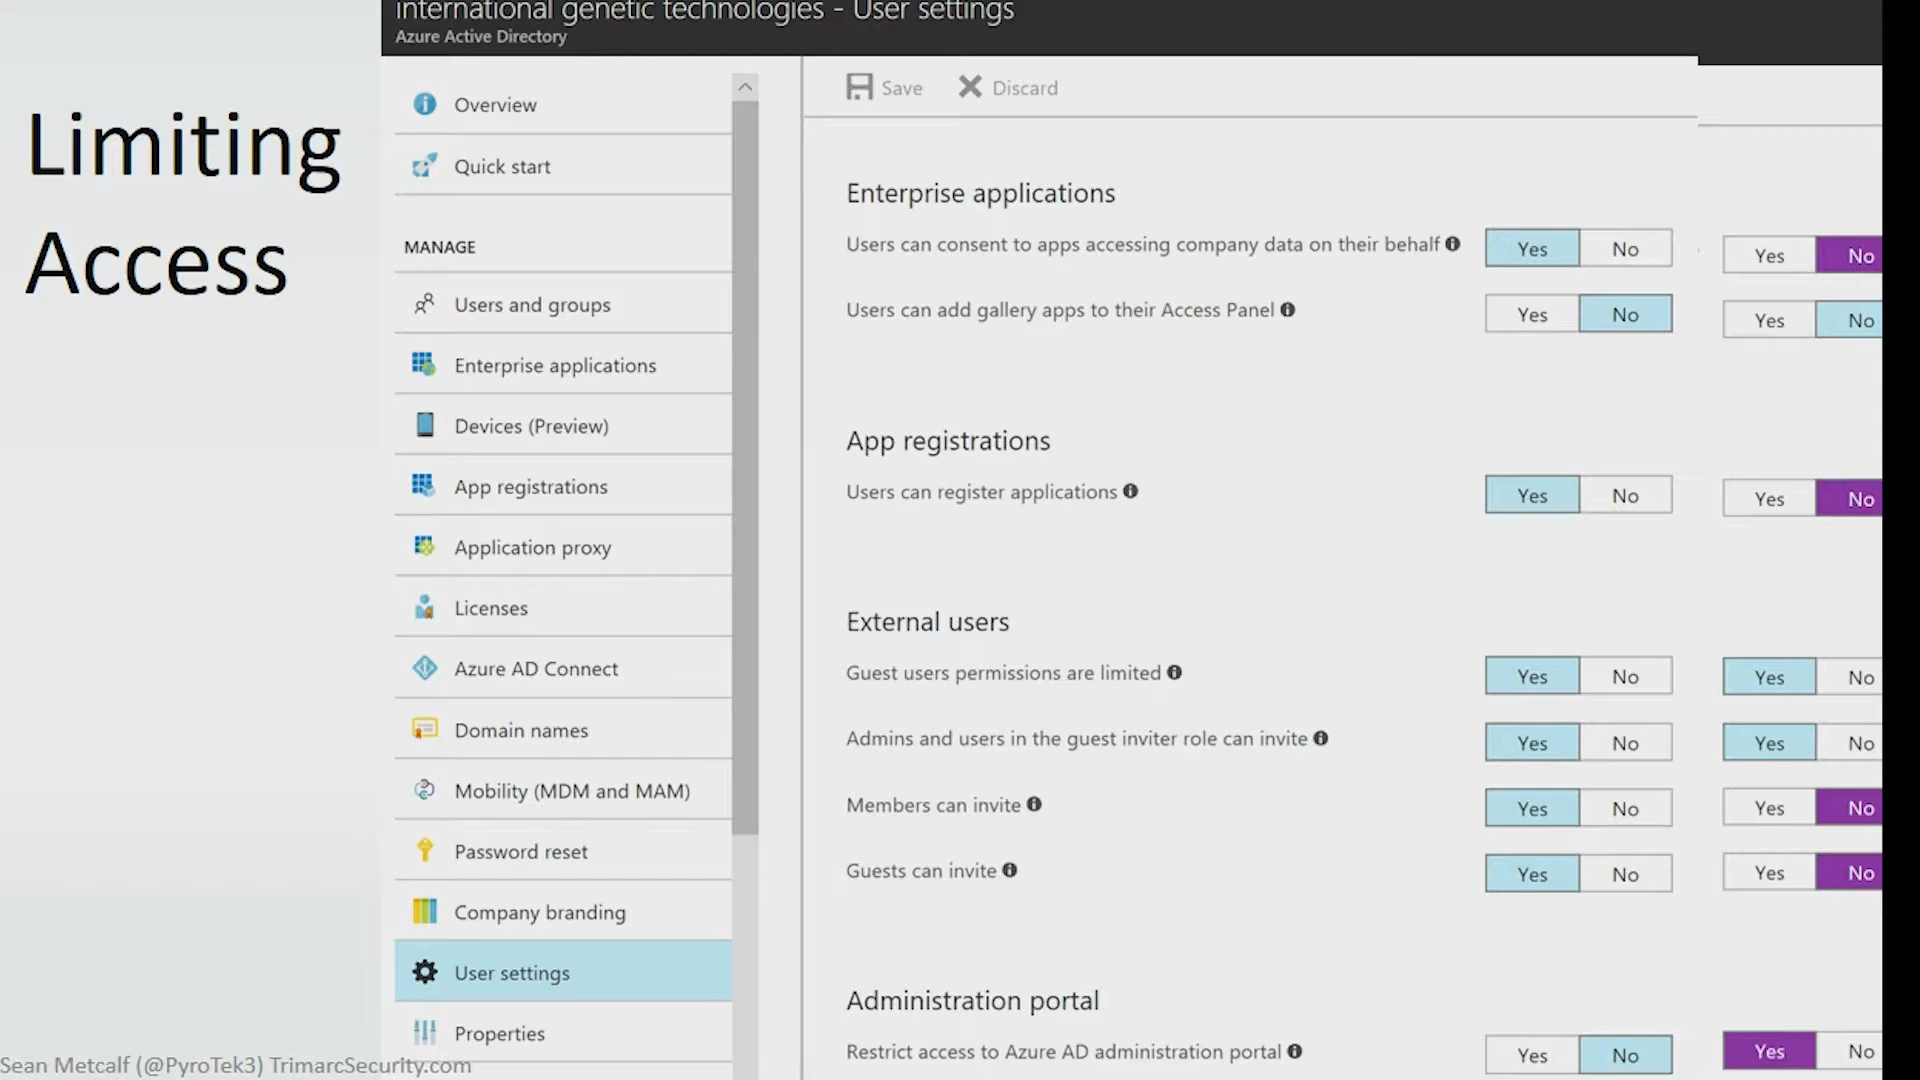 international genetic technologies - User settings
Azure Active Directory
Limiting
Access
Overview
Quick start
MANAGE
Users and groups
Enterprise applications
Devices (Preview)
App registrations
Application proxy
Licenses
Azure AD Connect
Domain names
Mobility (MDM and MAM)
Password reset
Company branding
User settings
Properties
Save Discard
Enterprise applications
Users can consent to apps accessing company data on their behalf Yes No Yes No
Users can add gallery apps to their Access Panel Yes No Yes No
App registrations
Users can register applications Yes No Yes No
External users
Guest users permissions are limited Yes No Yes No
Admins and users in the guest inviter role can invite Yes No Yes No
Members can invite Yes No Yes No
Guests can invite Yes No Yes No
Administration portal
Restrict access to Azure AD administration portal Yes No Yes No
Sean Metcalf (@PyroTek3) TrimarcSecurity.com